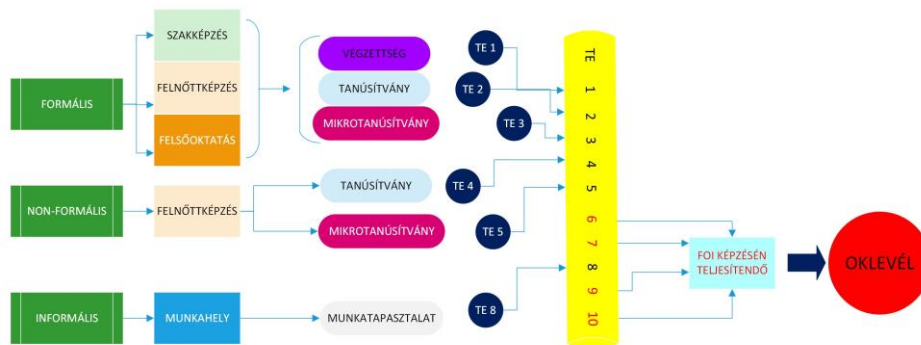 SZAKKÉPZÉS
FORMÁLIS
FELNŐTTKÉPZÉS
FELSŐOKTATÁS
VÉGZETTSÉG
TANÚSÍTVÁNY
MIKROTANÚSÍTVÁNY
TE 1
TE 2
TE 3
NON-FORMÁLIS
FELNŐTTKÉPZÉS
TANÚSÍTVÁNY
MIKROTANÚSÍTVÁNY
TE 4
TE 5
INFORMÁLIS
MUNKAHELY
MUNKATAPASZTALAT
TE 8
TE 1 2 3 4 5 6 7 8 9 10
FOI KÉPZÉSÉN
TELJESÍTENDŐ
OKLEVÉL